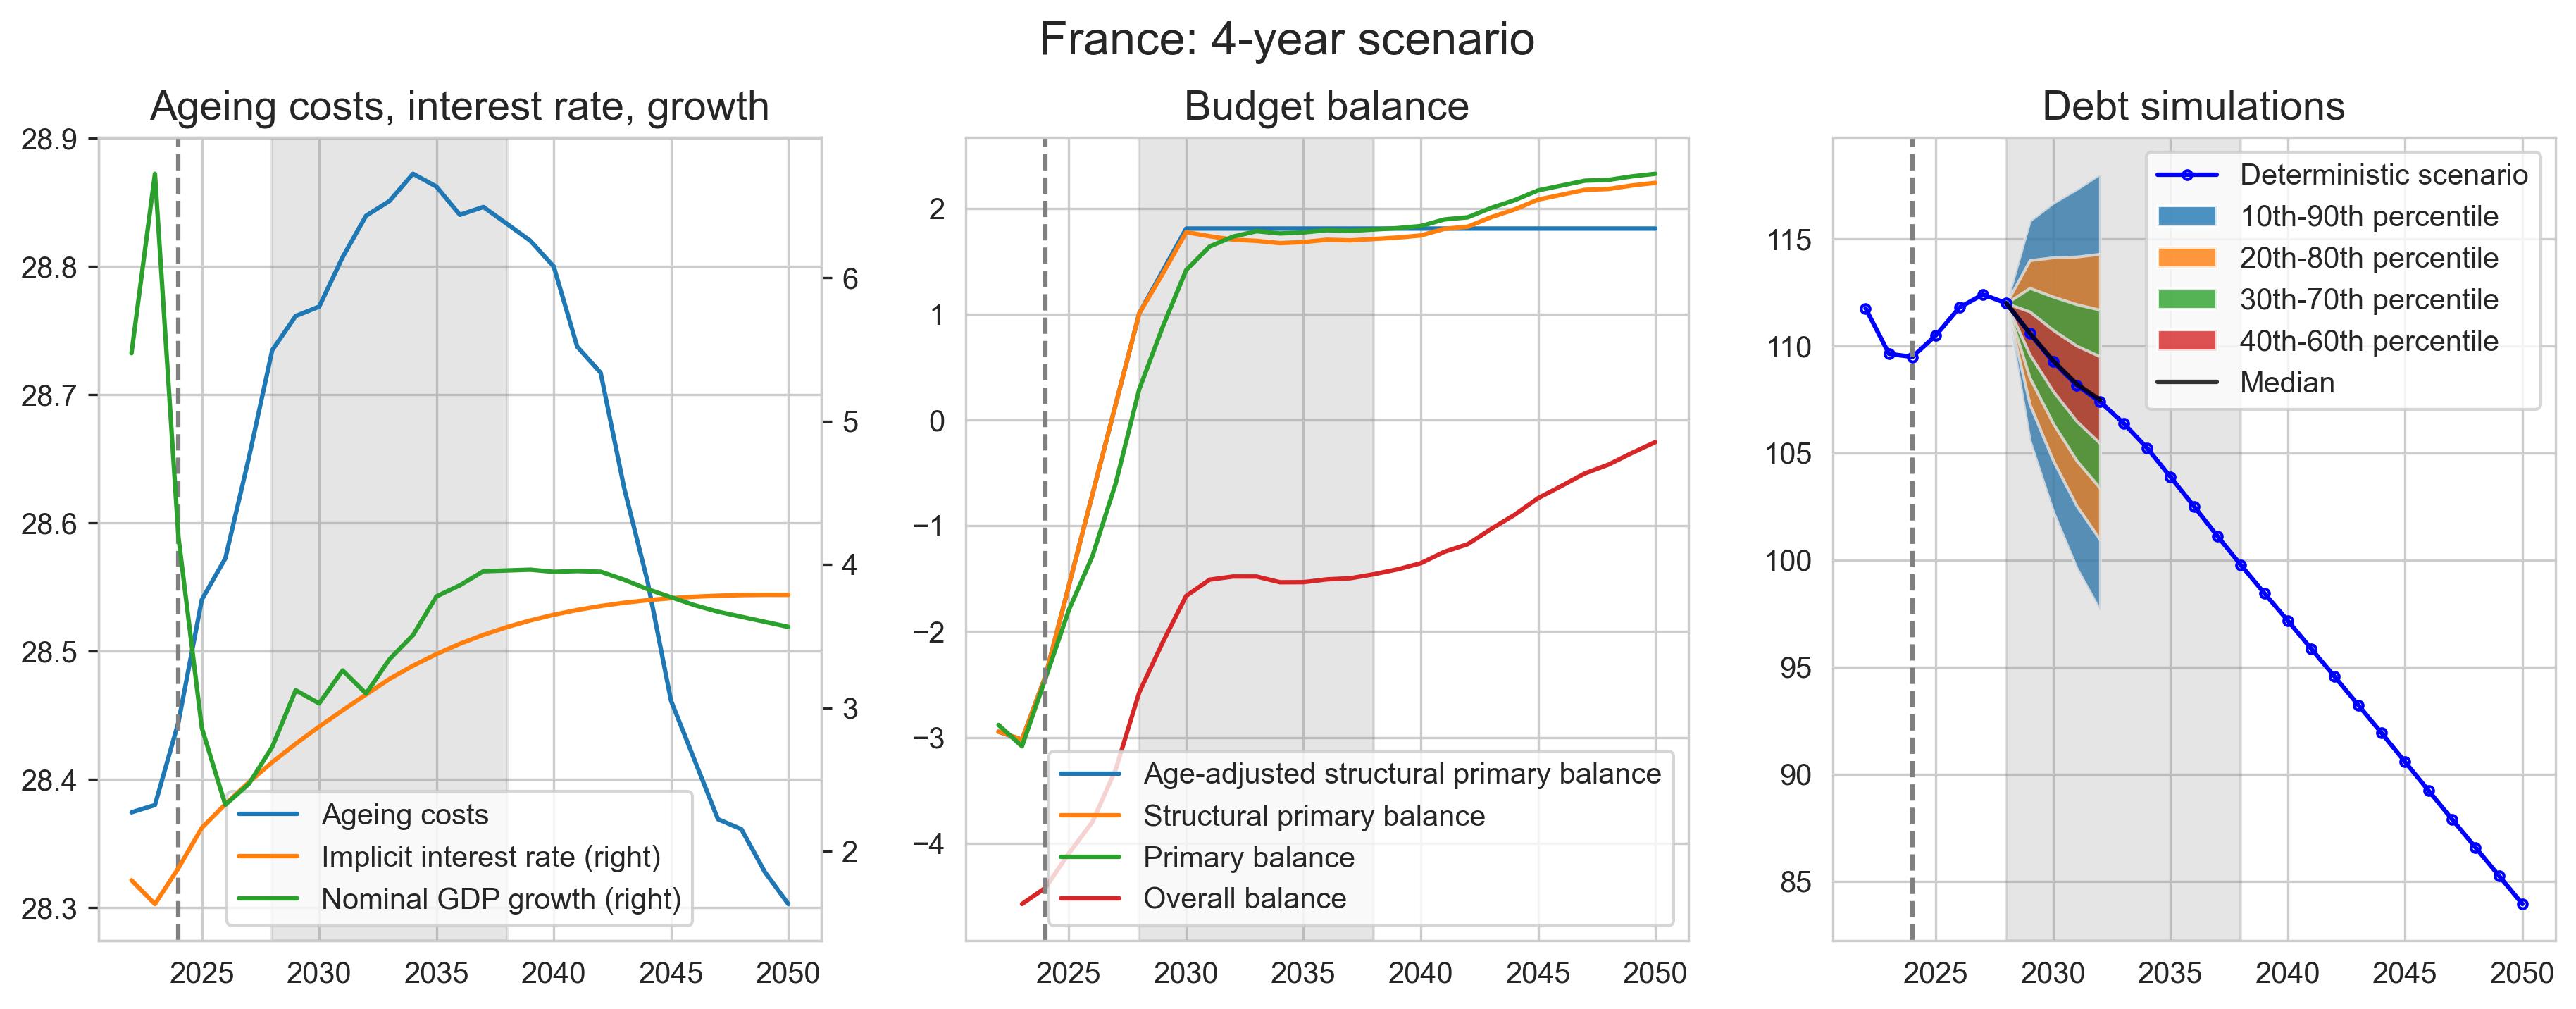 France: 4-year scenario
Ageing costs, interest rate, growth
28.9
28.8
28.7
28.6
28.5
28.4
28.3
6
5
4
3
2
Ageing costs
Implicit interest rate (right)
Nominal GDP growth (right)
2025 2030 2035 2040 2045 2050
Budget balance
2
1
0
−1
−2
−3
−4
Age-adjusted structural primary balance
Structural primary balance
Primary balance
Overall balance
2025 2030 2035 2040 2045 2050
Debt simulations
115
110
105
100
95
90
85
Deterministic scenario
10th-90th percentile
20th-80th percentile
30th-70th percentile
40th-60th percentile
Median
2025 2030 2035 2040 2045 2050